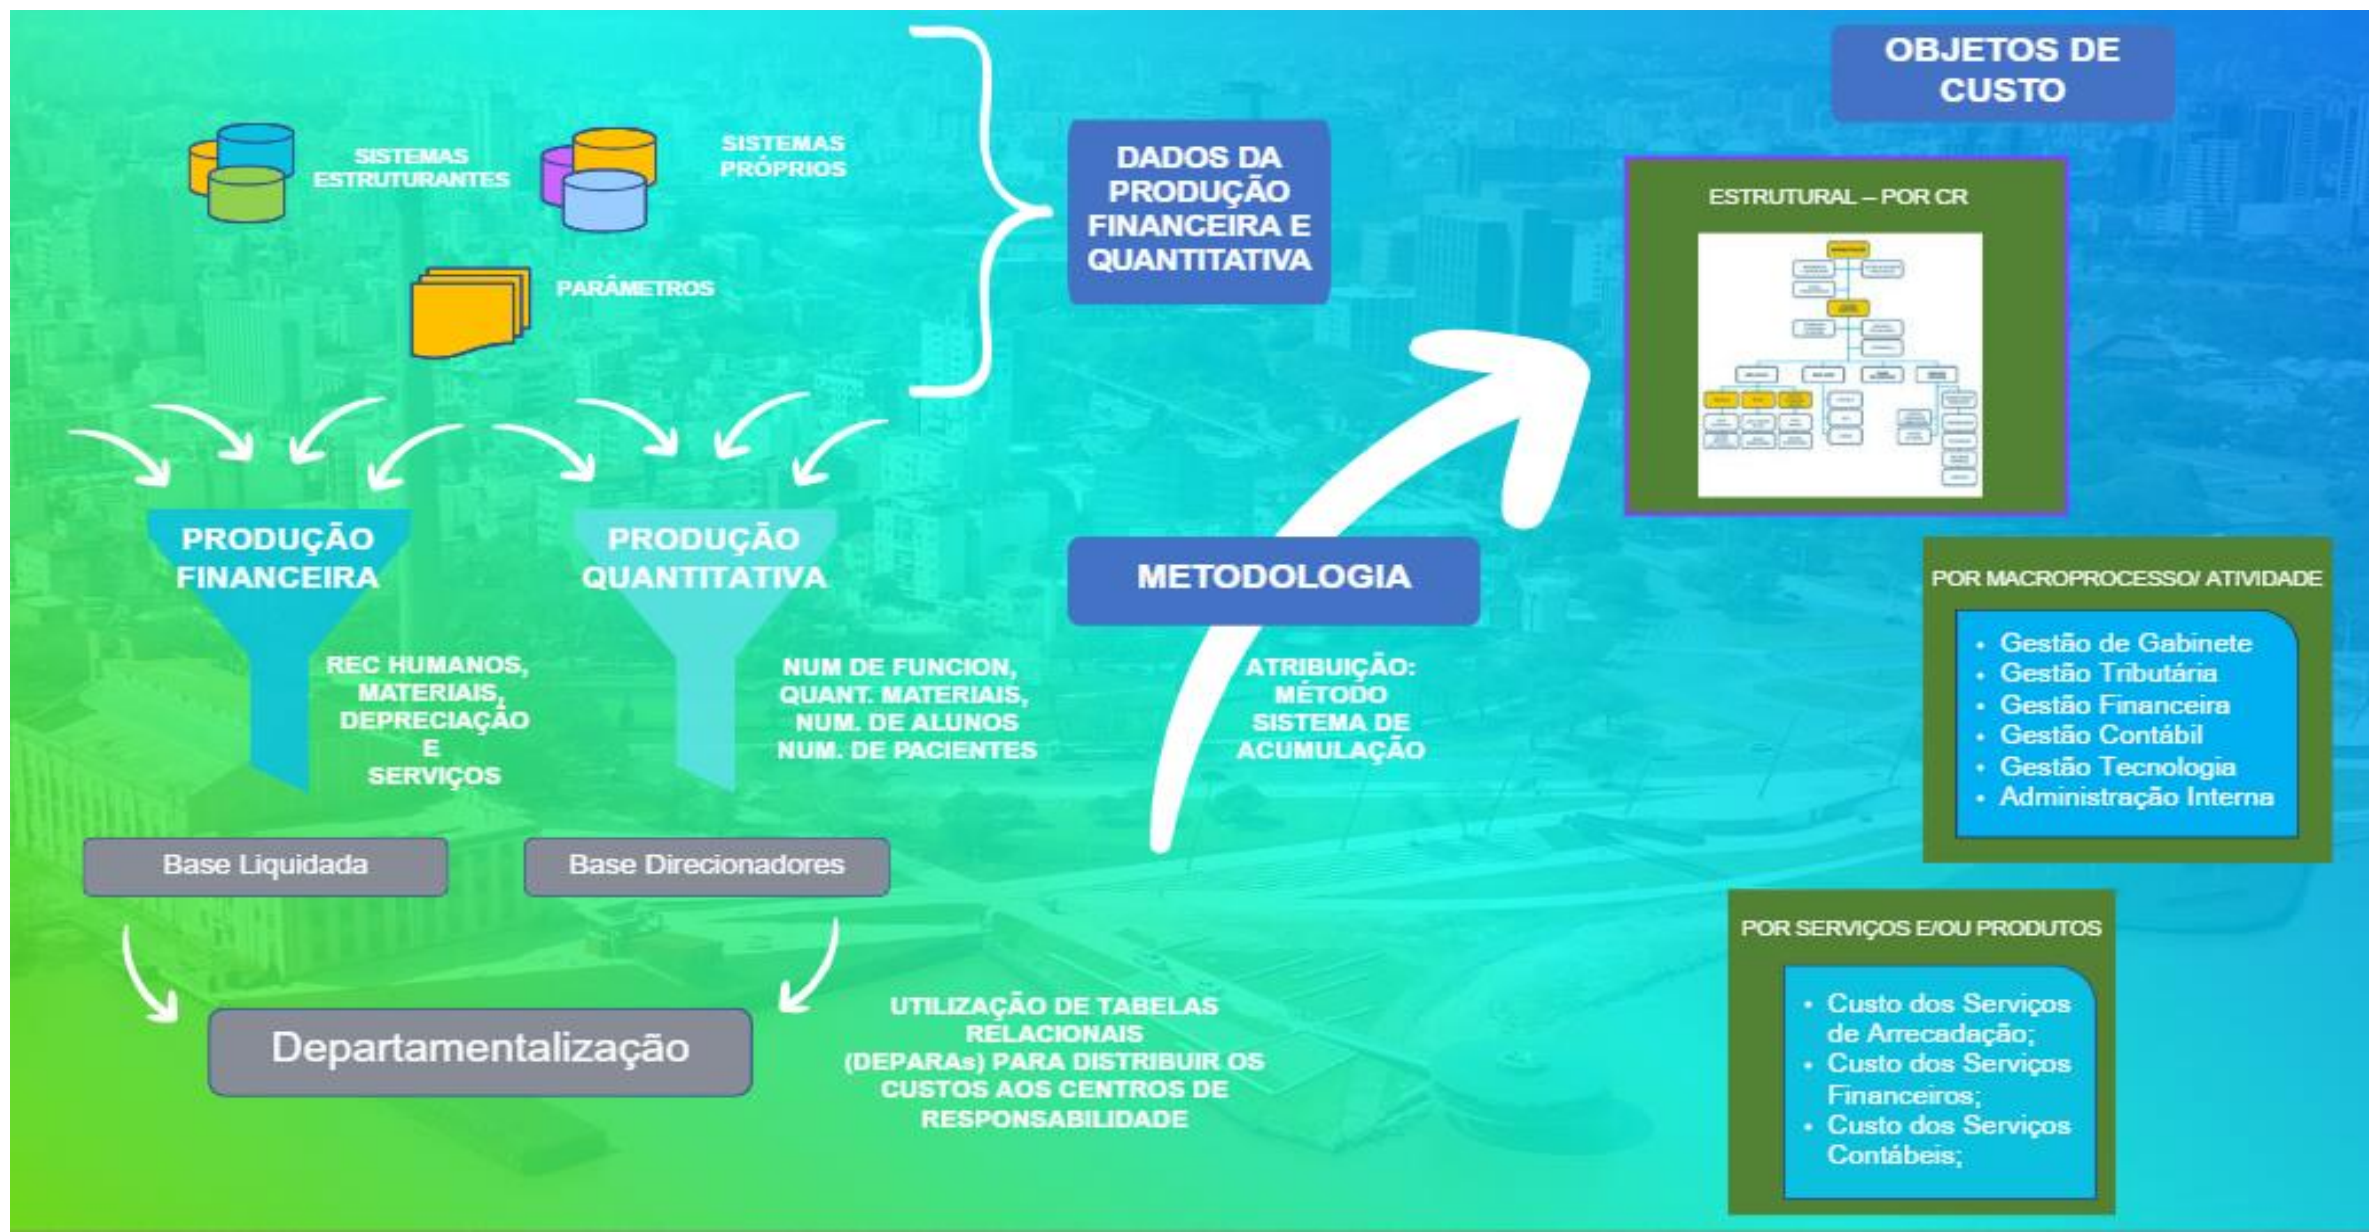 SISTEMAS
ESTRUTURANTES
SISTEMAS
PRÓPRIOS
PARÂMETROS
DADOS DA
PRODUÇÃO
FINANCEIRA E
QUANTITATIVA
PRODUÇÃO
FINANCEIRA
REC HUMANOS,
MATERIAIS,
DEPRECIAÇÃO
E
SERVIÇOS
PRODUÇÃO
QUANTITATIVA
NUM DE FUNCION,
QUANT. MATERIAIS,
NUM. DE ALUNOS
NUM. DE PACIENTES
Base Liquidada
Base Direcionadores
Departamentalização
UTILIZAÇÃO DE TABELAS
RELACIONAIS
(DEPARAs) PARA DISTRIBUIR OS
CUSTOS AOS CENTROS DE
RESPONSABILIDADE
METODOLOGIA
ATRIBUIÇÃO:
MÉTODO
SISTEMA DE
ACUMULAÇÃO
OBJETOS DE
CUSTO
ESTRUTURAL – POR CR
POR MACROPROCESSO/ ATIVIDADE
• Gestão de Gabinete
• Gestão Tributária
• Gestão Financeira
• Gestão Contábil
• Gestão Tecnologia
• Administração Interna
POR SERVIÇOS E/OU PRODUTOS
• Custo dos Serviços
de Arrecadação;
• Custo dos Serviços
Financeiros;
• Custo dos Serviços
Contábeis;